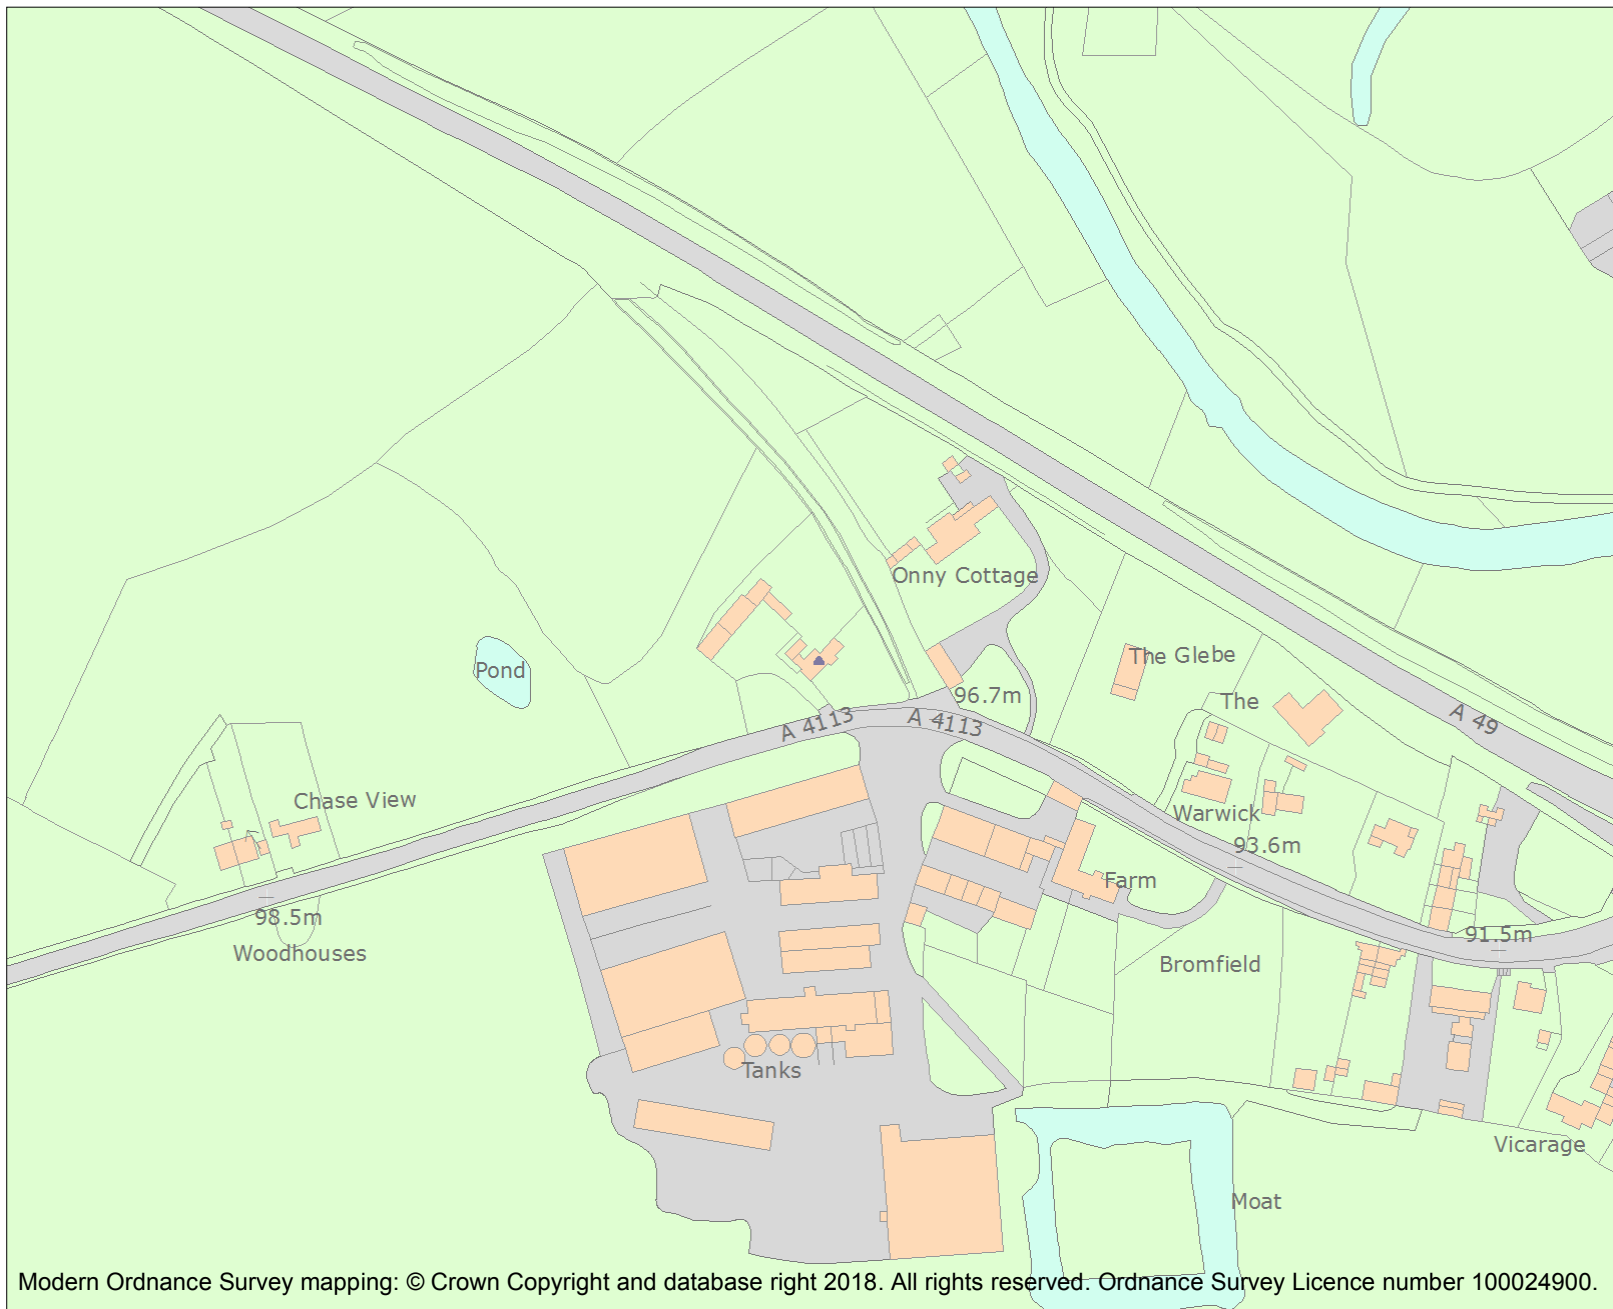 Onny Cottage
The Glebe
Pond
96.7m
The
A 4113
A 4113
A 49
Chase View
Warwick
93.6m
Farm
98.5m
91.5m
Woodhouses
Bromfield
Tanks
Vicarage
Moat
Modern Ordnance Survey mapping: © Crown Copyright and database right 2018. All rights reserved. Ordnance Survey Licence number 100024900.